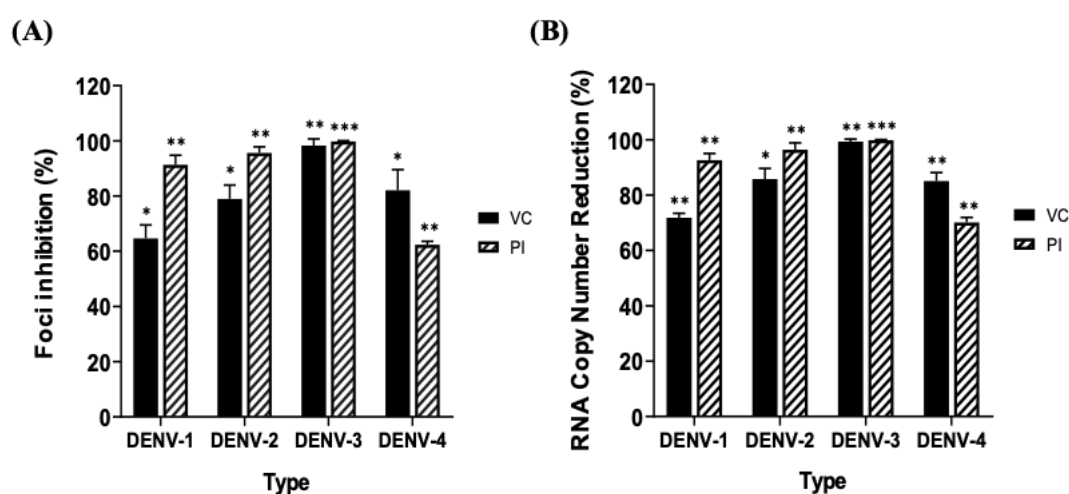 (A)
Foci inhibition (%)
120
100
80
60
40
20
0
* ** * ** ** *** * **
DENV-1 DENV-2 DENV-3 DENV-4
Type
VC
PI
(B)
RNA Copy Number Reduction (%)
120
100
80
60
40
20
0
** ** * ** ** *** ** **
DENV-1 DENV-2 DENV-3 DENV-4
Type
VC
PI